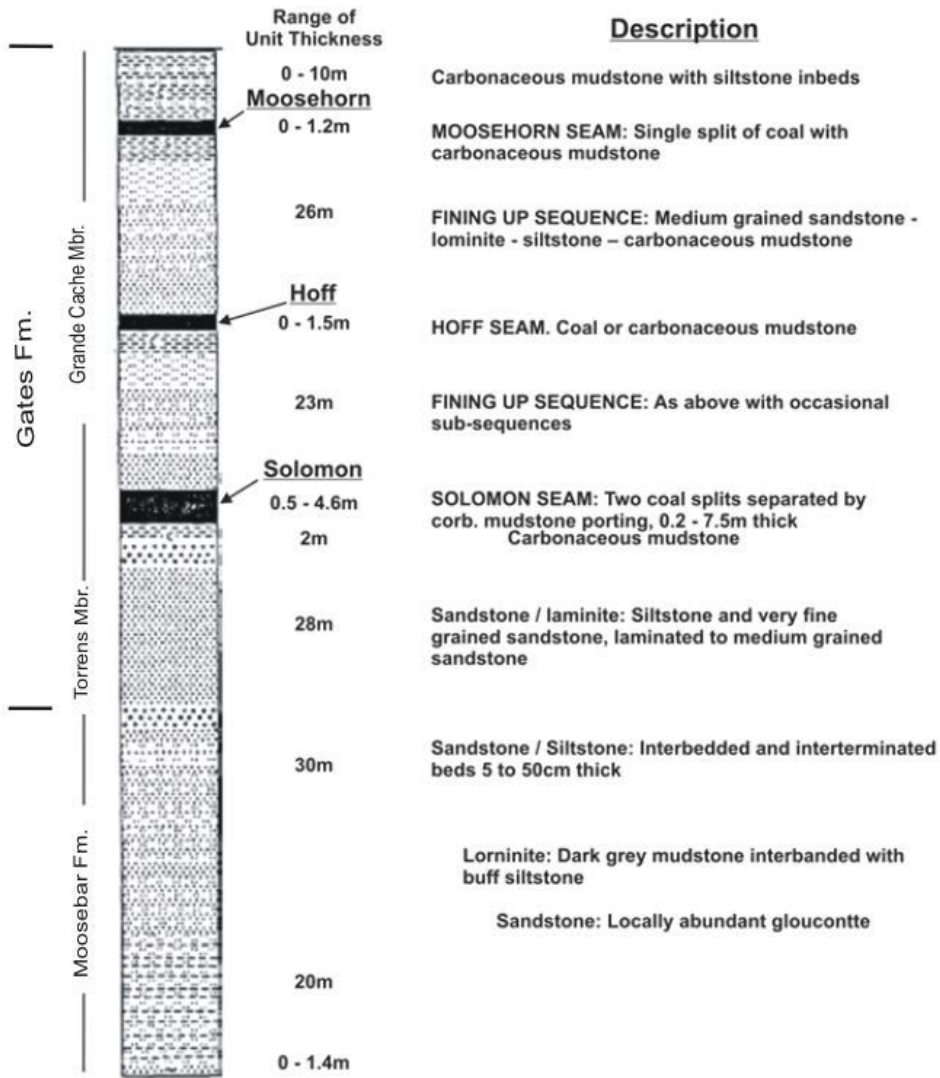 Range of
Unit Thickness
Description
0 - 10m
Carbonaceous mudstone with siltstone inbeds
Moosehorn
0 - 1.2m
MOOSEHORN SEAM: Single split of coal with
carbonaceous mudstone
26m
FINING UP SEQUENCE: Medium grained sandstone -
lominite - siltstone – carbonaceous mudstone
Hoff
0 - 1.5m
HOFF SEAM. Coal or carbonaceous mudstone
23m
FINING UP SEQUENCE: As above with occasional
sub-sequences
Solomon
0.5 - 4.6m
SOLOMON SEAM: Two coal splits separated by
corb. mudstone porting, 0.2 - 7.5m thick
2m
Carbonaceous mudstone
28m
Sandstone / laminite: Siltstone and very fine
grained sandstone, laminated to medium grained
sandstone
30m
Sandstone / Siltstone: Interbedded and interterminated
beds 5 to 50cm thick
Lorninite: Dark grey mudstone interbanded with
buff siltstone
Sandstone: Locally abundant gloucontte
20m
0 - 1.4m
Gates Fm.
Grande Cache Mbr.
Torrens Mbr.
Moosebar Fm.